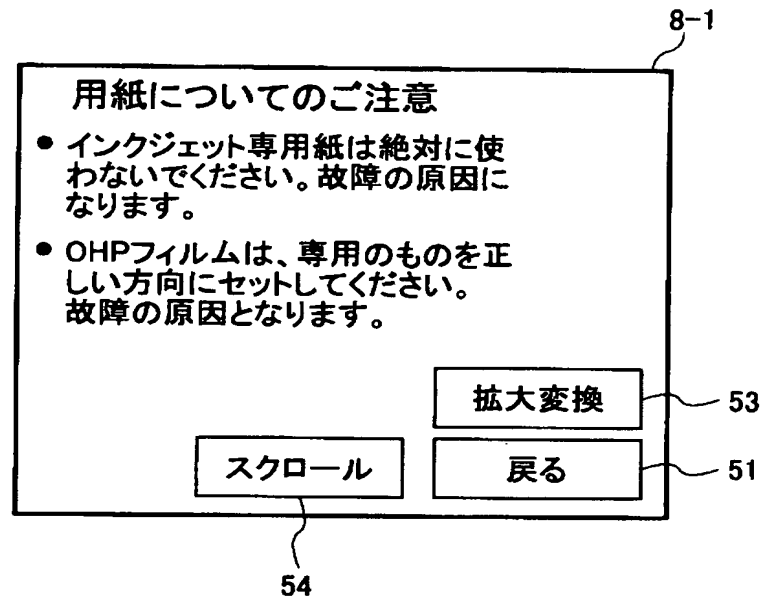 8-1
用紙についてのご注意
● インクジェット専用紙は絶対に使
わないでください。故障の原因に
なります。
● OHPフィルムは、専用のものを正
しい方向にセットしてください。
故障の原因となります。
拡大変換
53
スクロール
戻る
51
54